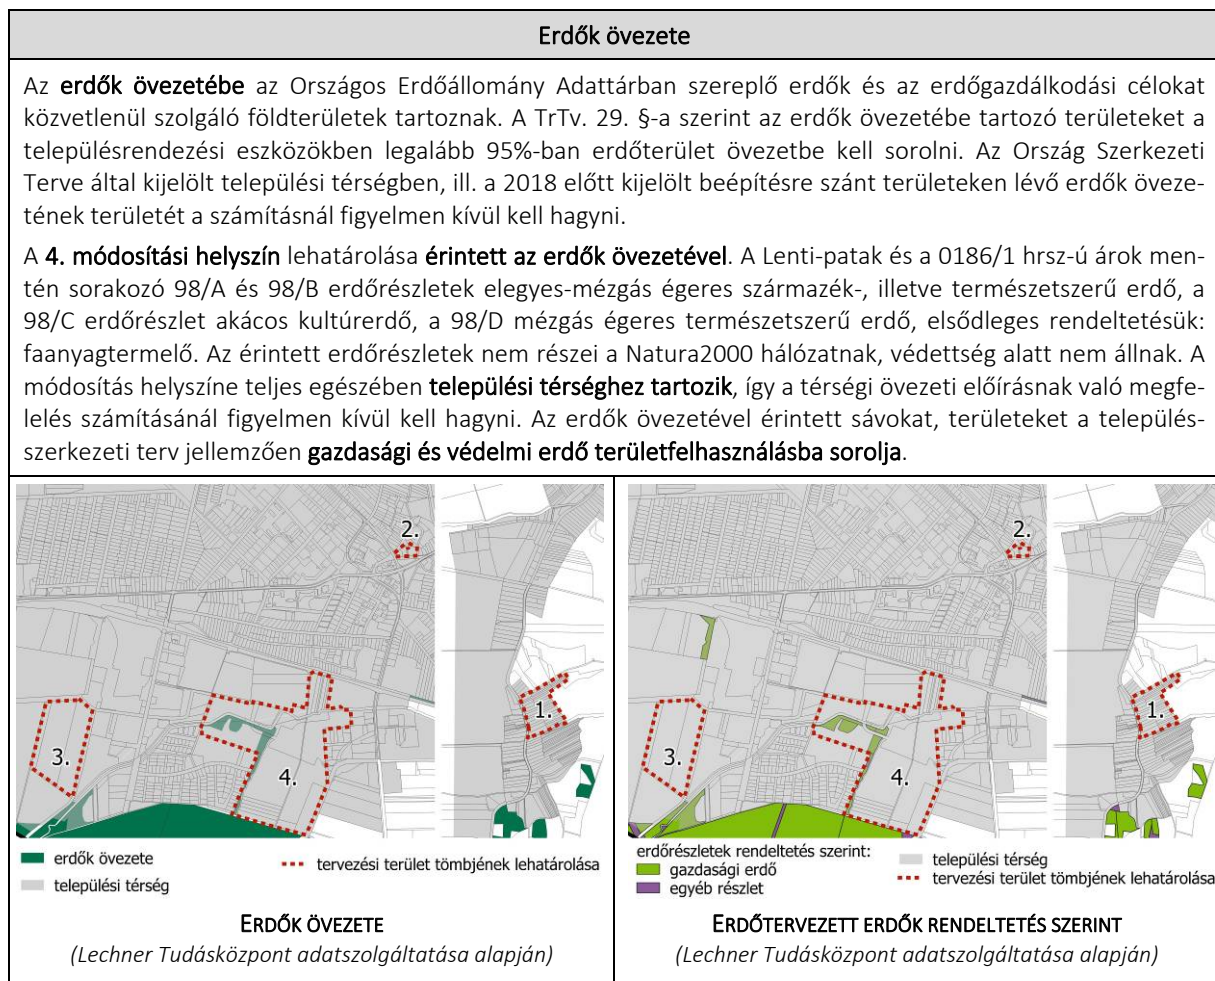 Erdők övezete
Az erdők övezetébe az Országos Erdőállomány Adattárban szereplő erdők és az erdőgazdálkodási célokat
közvetlenül szolgáló földterületek tartoznak. A TrTv. 29. §-a szerint az erdők övezetébe tartozó területeket a
településrendezési eszközökben legalább 95%-ban erdőterület övezetbe kell sorolni. Az Ország Szerkezeti
Terve által kijelölt települési térségben, ill. a 2018 előtt kijelölt beépítésre szánt területeken lévő erdők öveze-
tének területét a számításnál figyelmen kívül kell hagyni.
A 4. módosítási helyszín lehatárolása érintett az erdők övezetével. A Lenti-patak és a 0186/1 hrsz-ú árok men-
tén sorakozó 98/A és 98/B erdőrészletek elegyes-mézgás égeres származék-, illetve természetszerű erdő, a
98/C erdőrészlet akácos kultúrerdő, a 98/D mézgás égeres természetszerű erdő, elsődleges rendeltetésük:
faanyagtermelő. Az érintett erdőrészletek nem részei a Natura2000 hálózatnak, védettség alatt nem állnak. A
módosítás helyszíne teljes egészében települési térséghez tartozik, így a térségi övezeti előírásnak való megfe-
lelés számításánál figyelmen kívül kell hagyni. Az erdők övezetével érintett sávokat, területeket a település-
szerkezeti terv jellemzően gazdasági és védelmi erdő területfelhasználásba sorolja.
2.
1.
3.
4.
erdők övezete
települési térség
tervezési terület tömbjének lehatárolása
ERDŐK ÖVEZETE
(Lechner Tudásközpont adatszolgáltatása alapján)
2.
1.
3.
4.
erdőrészletek rendeltetés szerint:
gazdasági erdő
egyéb részlet
települési térség
tervezési terület tömbjének lehatárolása
ERDŐTERVEZETT ERDŐK RENDELTETÉS SZERINT
(Lechner Tudásközpont adatszolgáltatása alapján)